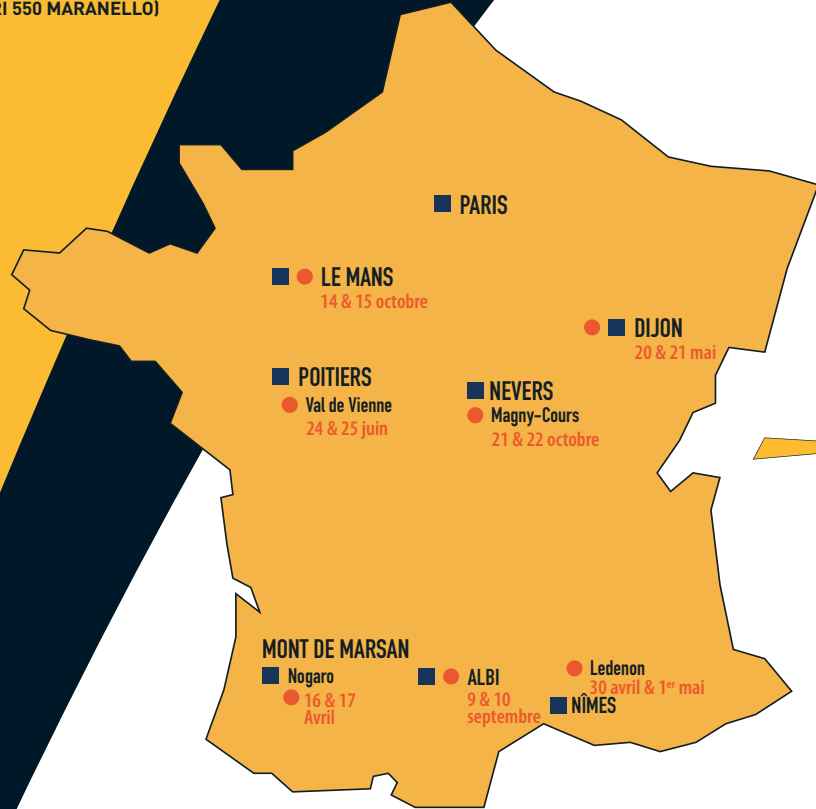 RI 550 MARANELLO)
PARIS
LE MANS
14 & 15 octobre
DIJON
20 & 21 mai
POITIERS
Val de Vienne
24 & 25 juin
NEVERS
Magny-Cours
21 & 22 octobre
MONT DE MARSAN
Nogaro
16 & 17
Avril
ALBI
9 & 10
septembre
Ledenon
30 avril & 1er mai
NÎMES